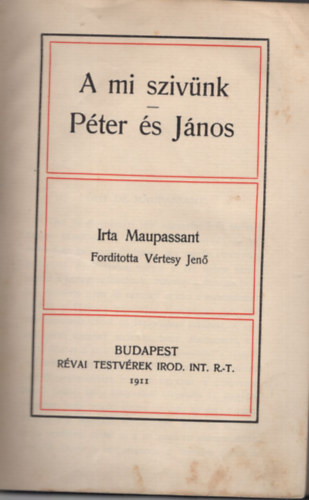 A mi szivünk
Péter és János
Irta Maupassant
Forditotta Vértesy Jenő
BUDAPEST
RÉVAI TESTVÉREK IROD. INT. R.-T.
1911